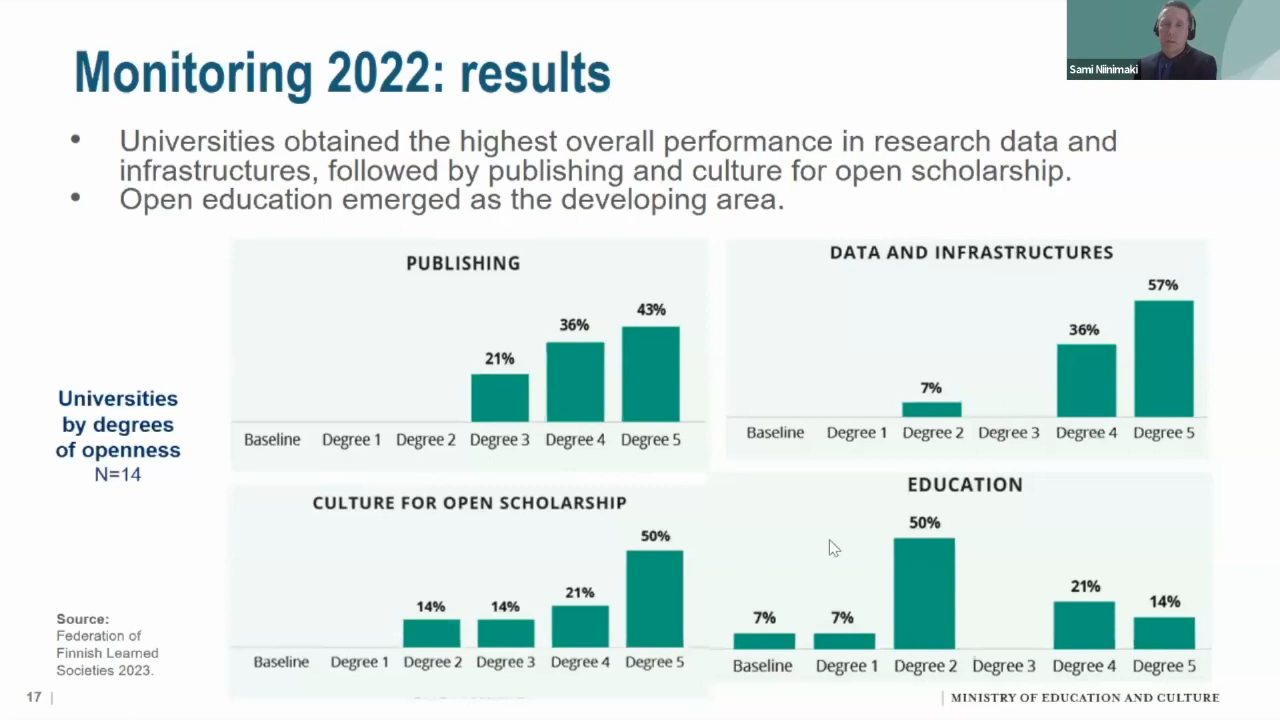 Sami Niinimaki
Monitoring 2022: results
• Universities obtained the highest overall performance in research data and
infrastructures, followed by publishing and culture for open scholarship.
• Open education emerged as the developing area.
Universities
by degrees
of openness
N=14
PUBLISHING
21% 36% 43%
Baseline Degree 1 Degree 2 Degree 3 Degree 4 Degree 5
DATA AND INFRASTRUCTURES
7% 36% 57%
Baseline Degree 1 Degree 2 Degree 3 Degree 4 Degree 5
CULTURE FOR OPEN SCHOLARSHIP
14% 14% 21% 50%
Baseline Degree 1 Degree 2 Degree 3 Degree 4 Degree 5
EDUCATION
7% 7% 50% 21% 14%
Baseline Degree 1 Degree 2 Degree 3 Degree 4 Degree 5
Source:
Federation of
Finnish Learned
Societies 2023.
17 |
| MINISTRY OF EDUCATION AND CULTURE